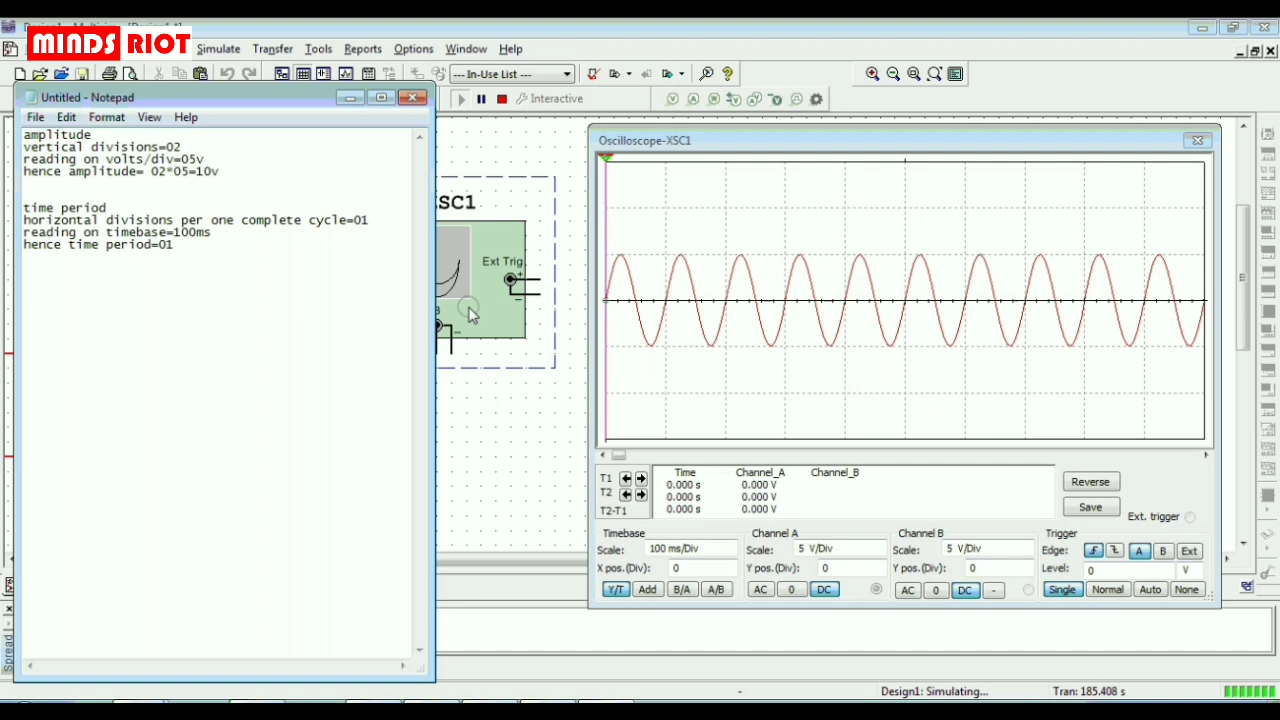 MINDS RIOT
Simulate Transfer Tools Reports Options Window Help
--- In-Use List ---
Interactive
Untitled - Notepad
File Edit Format View Help
amplitude
vertical divisions=02
reading on volts/div=05v
hence amplitude= 02*05=10v
time period
horizontal divisions per one complete cycle=01
reading on timebase=100ms
hence time period=01
SC1
Ext Trig
+
−
B
−
Oscilloscope-XSC1
Time Channel_A Channel_B
T1 0.000 s 0.000 V
T2 0.000 s 0.000 V
T2-T1 0.000 s 0.000 V
Reverse
Save
Ext. trigger
Timebase
Scale: 100 ms/Div
X pos.(Div): 0
Y/T Add B/A A/B
Channel A
Scale: 5 V/Div
Y pos.(Div): 0
AC 0 DC
Channel B
Scale: 5 V/Div
Y pos.(Div): 0
AC 0 DC -
Trigger
Edge: A B Ext
Level: 0 V
Single Normal Auto None
Spread
- Design1: Simulating... Tran: 185.408 s